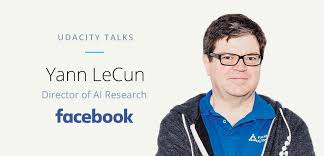 UDACITY TALKS
Yann LeCun
Director of AI Research
facebook